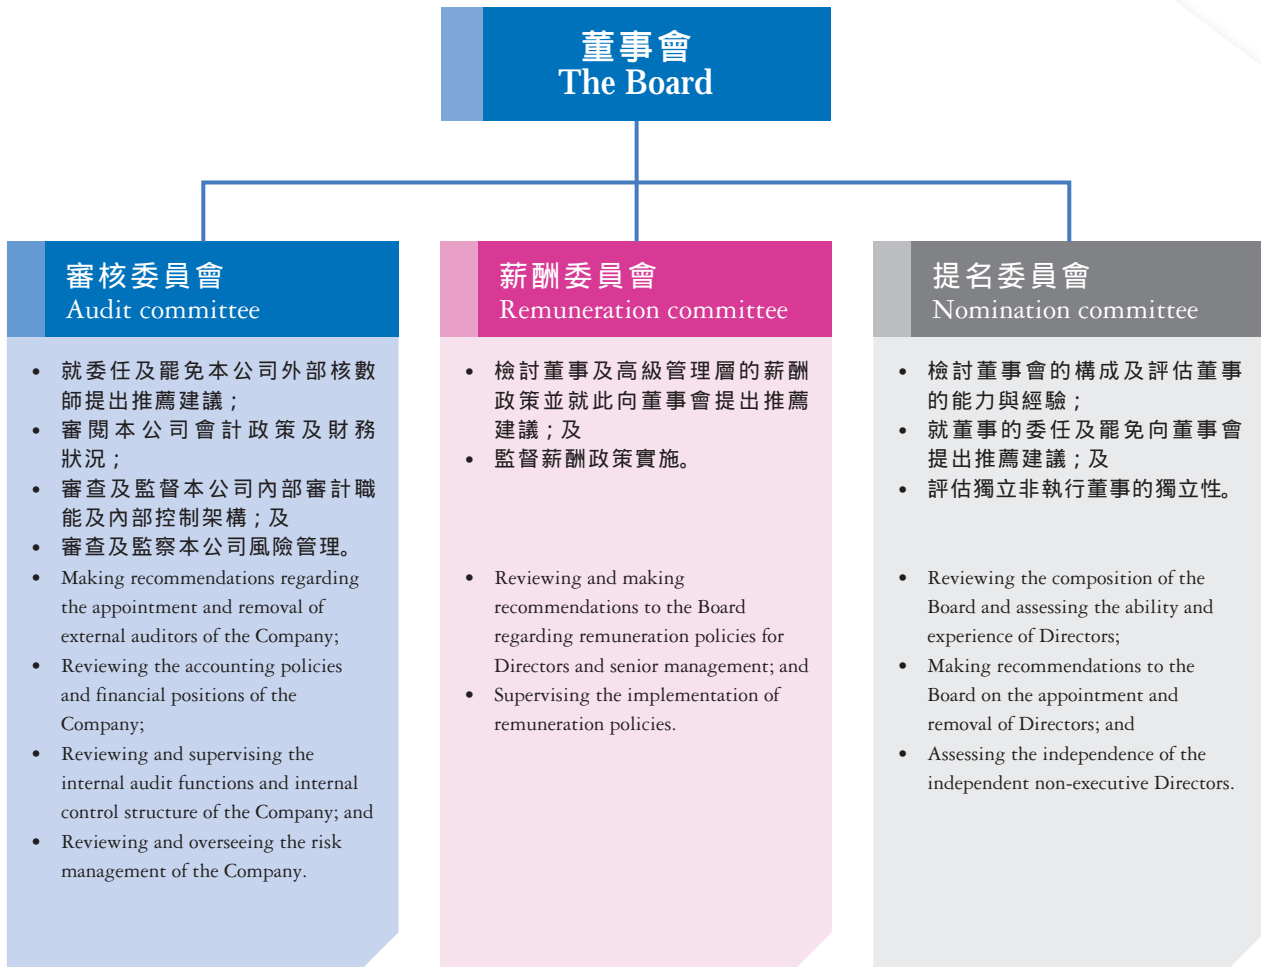 董事會
The Board
審核委員會
Audit committee
• 就委任及罷免本公司外部核數
師提出推薦建議；
• 審閱本公司會計政策及財務
狀況；
• 審查及監督本公司內部審計職
能及內部控制架構；及
• 審查及監察本公司風險管理。
• Making recommendations regarding
the appointment and removal of
external auditors of the Company;
• Reviewing the accounting policies
and financial positions of the
Company;
• Reviewing and supervising the
internal audit functions and internal
control structure of the Company; and
• Reviewing and overseeing the risk
management of the Company.
薪酬委員會
Remuneration committee
• 檢討董事及高級管理層的薪酬
政策並就此向董事會提出推薦
建議；及
• 監督薪酬政策實施。
• Reviewing and making
recommendations to the Board
regarding remuneration policies for
Directors and senior management; and
• Supervising the implementation of
remuneration policies.
提名委員會
Nomination committee
• 檢討董事會的構成及評估董事
的能力與經驗；
• 就董事的委任及罷免向董事會
提出推薦建議；及
• 評估獨立非執行董事的獨立性。
• Reviewing the composition of the
Board and assessing the ability and
experience of Directors;
• Making recommendations to the
Board on the appointment and
removal of Directors; and
• Assessing the independence of the
independent non-executive Directors.